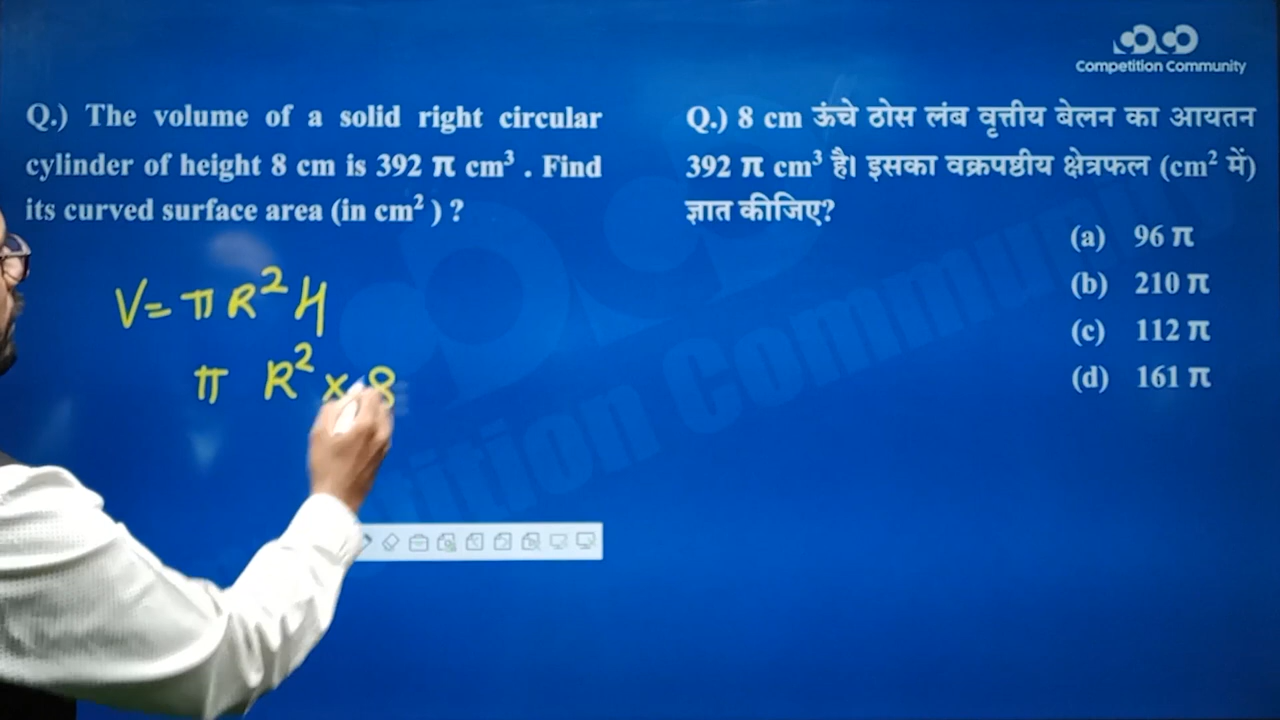 Competition Community
Q.) The volume of a solid right circular
cylinder of height 8 cm is 392 π cm³ . Find
its curved surface area (in cm² ) ?
Q.) 8 cm ऊंचे ठोस लंब वृत्तीय बेलन का आयतन
392 π cm³ है। इसका वक्रपष्ठीय क्षेत्रफल (cm² में)
ज्ञात कीजिए?
(a) 96 π
(b) 210 π
(c) 112 π
(d) 161 π
V = π R² H
π R² × 8